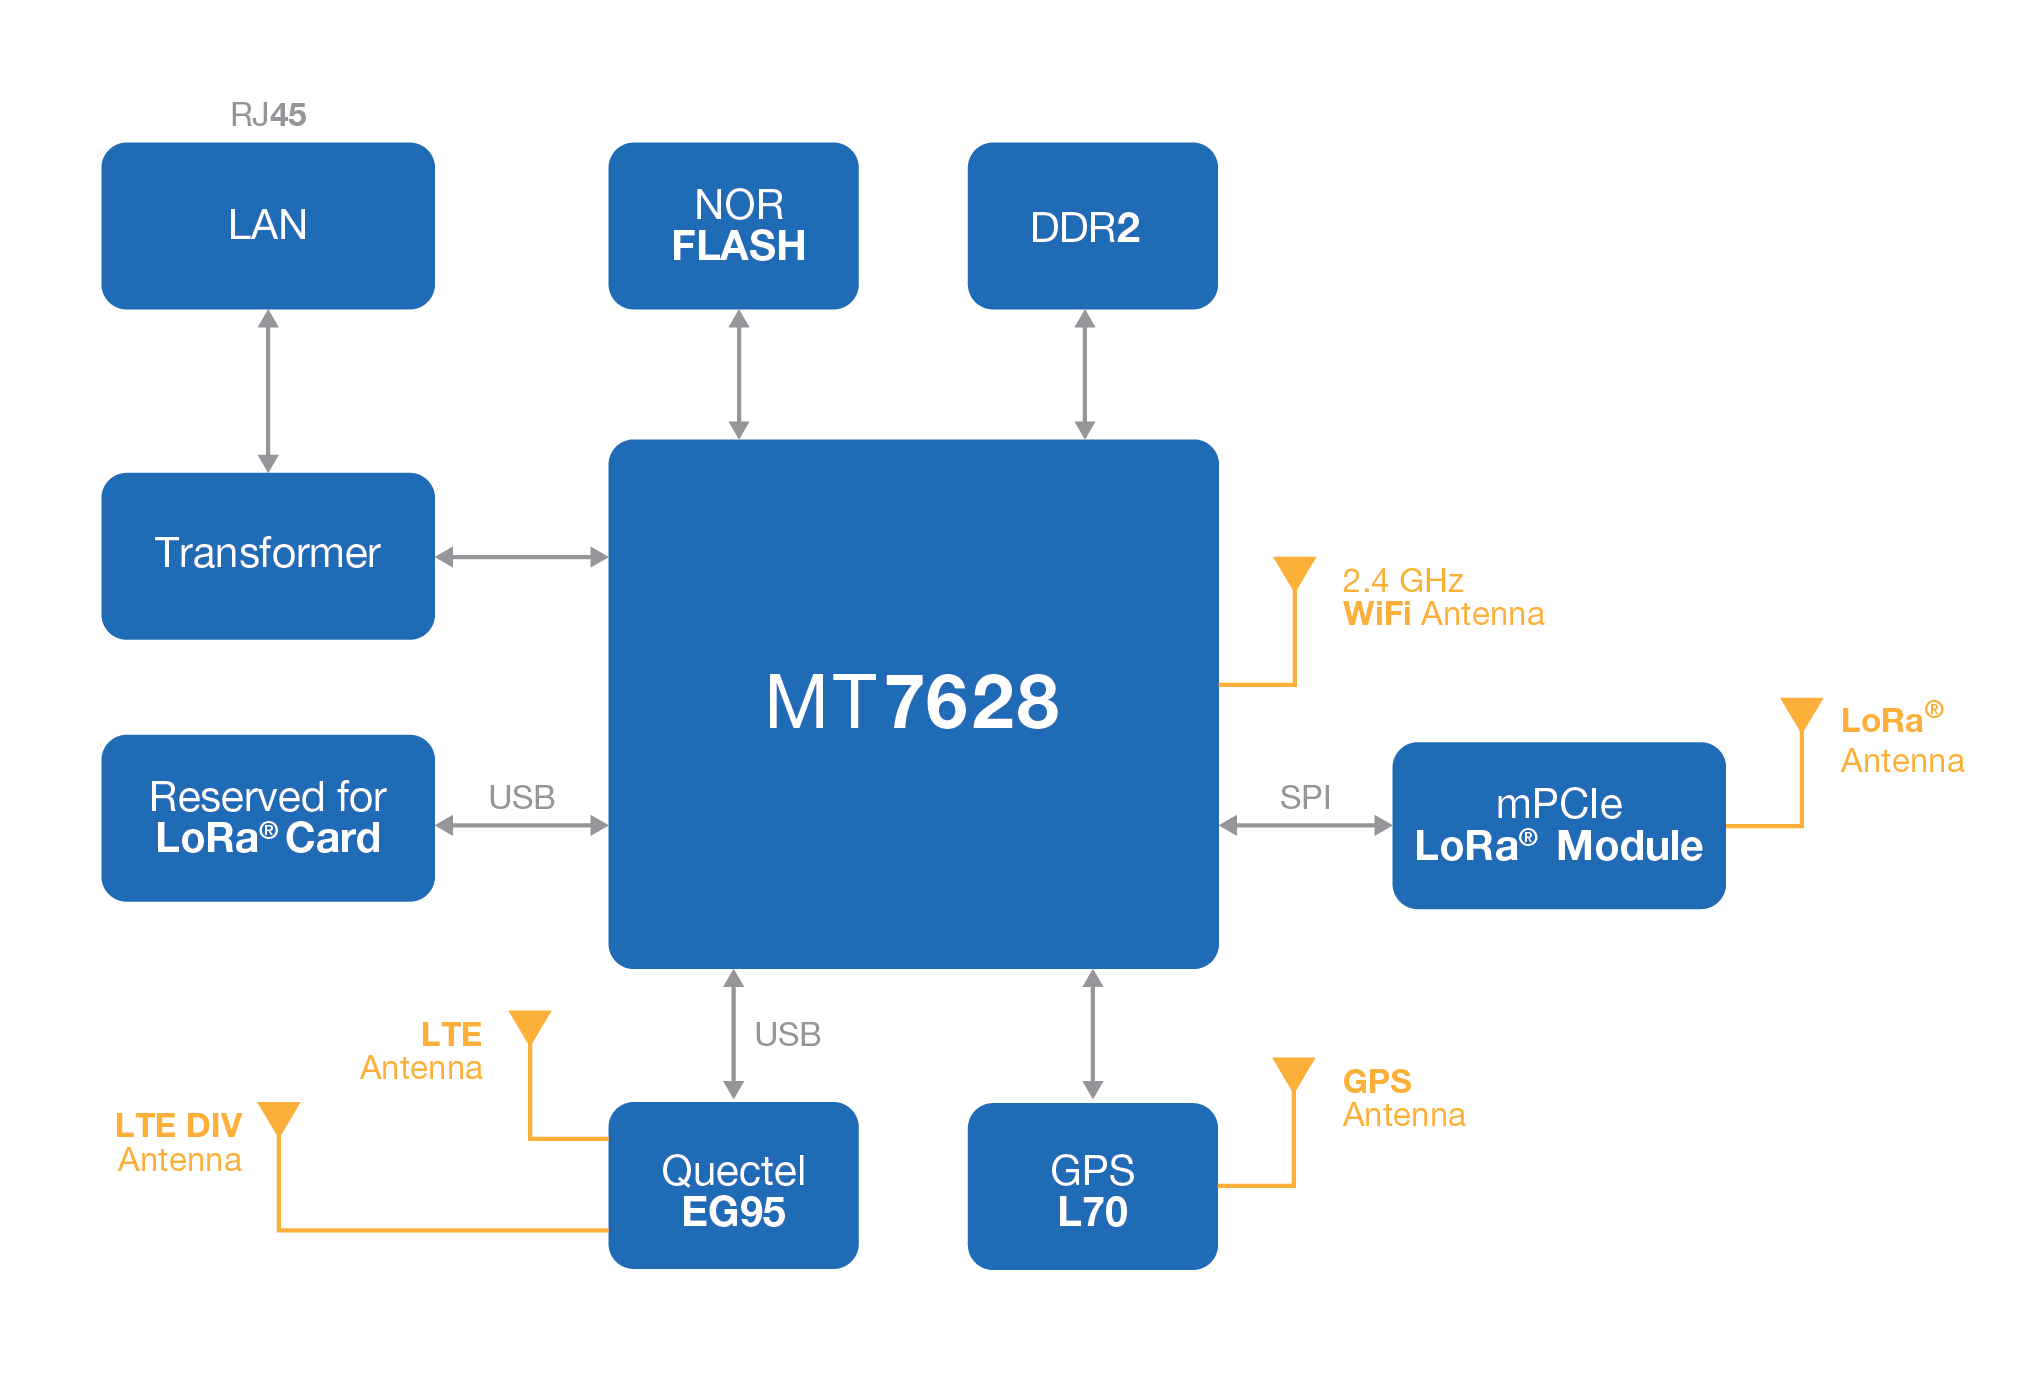 RJ45
LAN
NOR
FLASH
DDR2
Transformer
MT7628
2.4 GHz
WiFi Antenna
LoRa®
Antenna
Reserved for
LoRa® Card
USB
SPI
mPCIe
LoRa® Module
LTE
Antenna
USB
LTE DIV
Antenna
Quectel
EG95
GPS
L70
GPS
Antenna